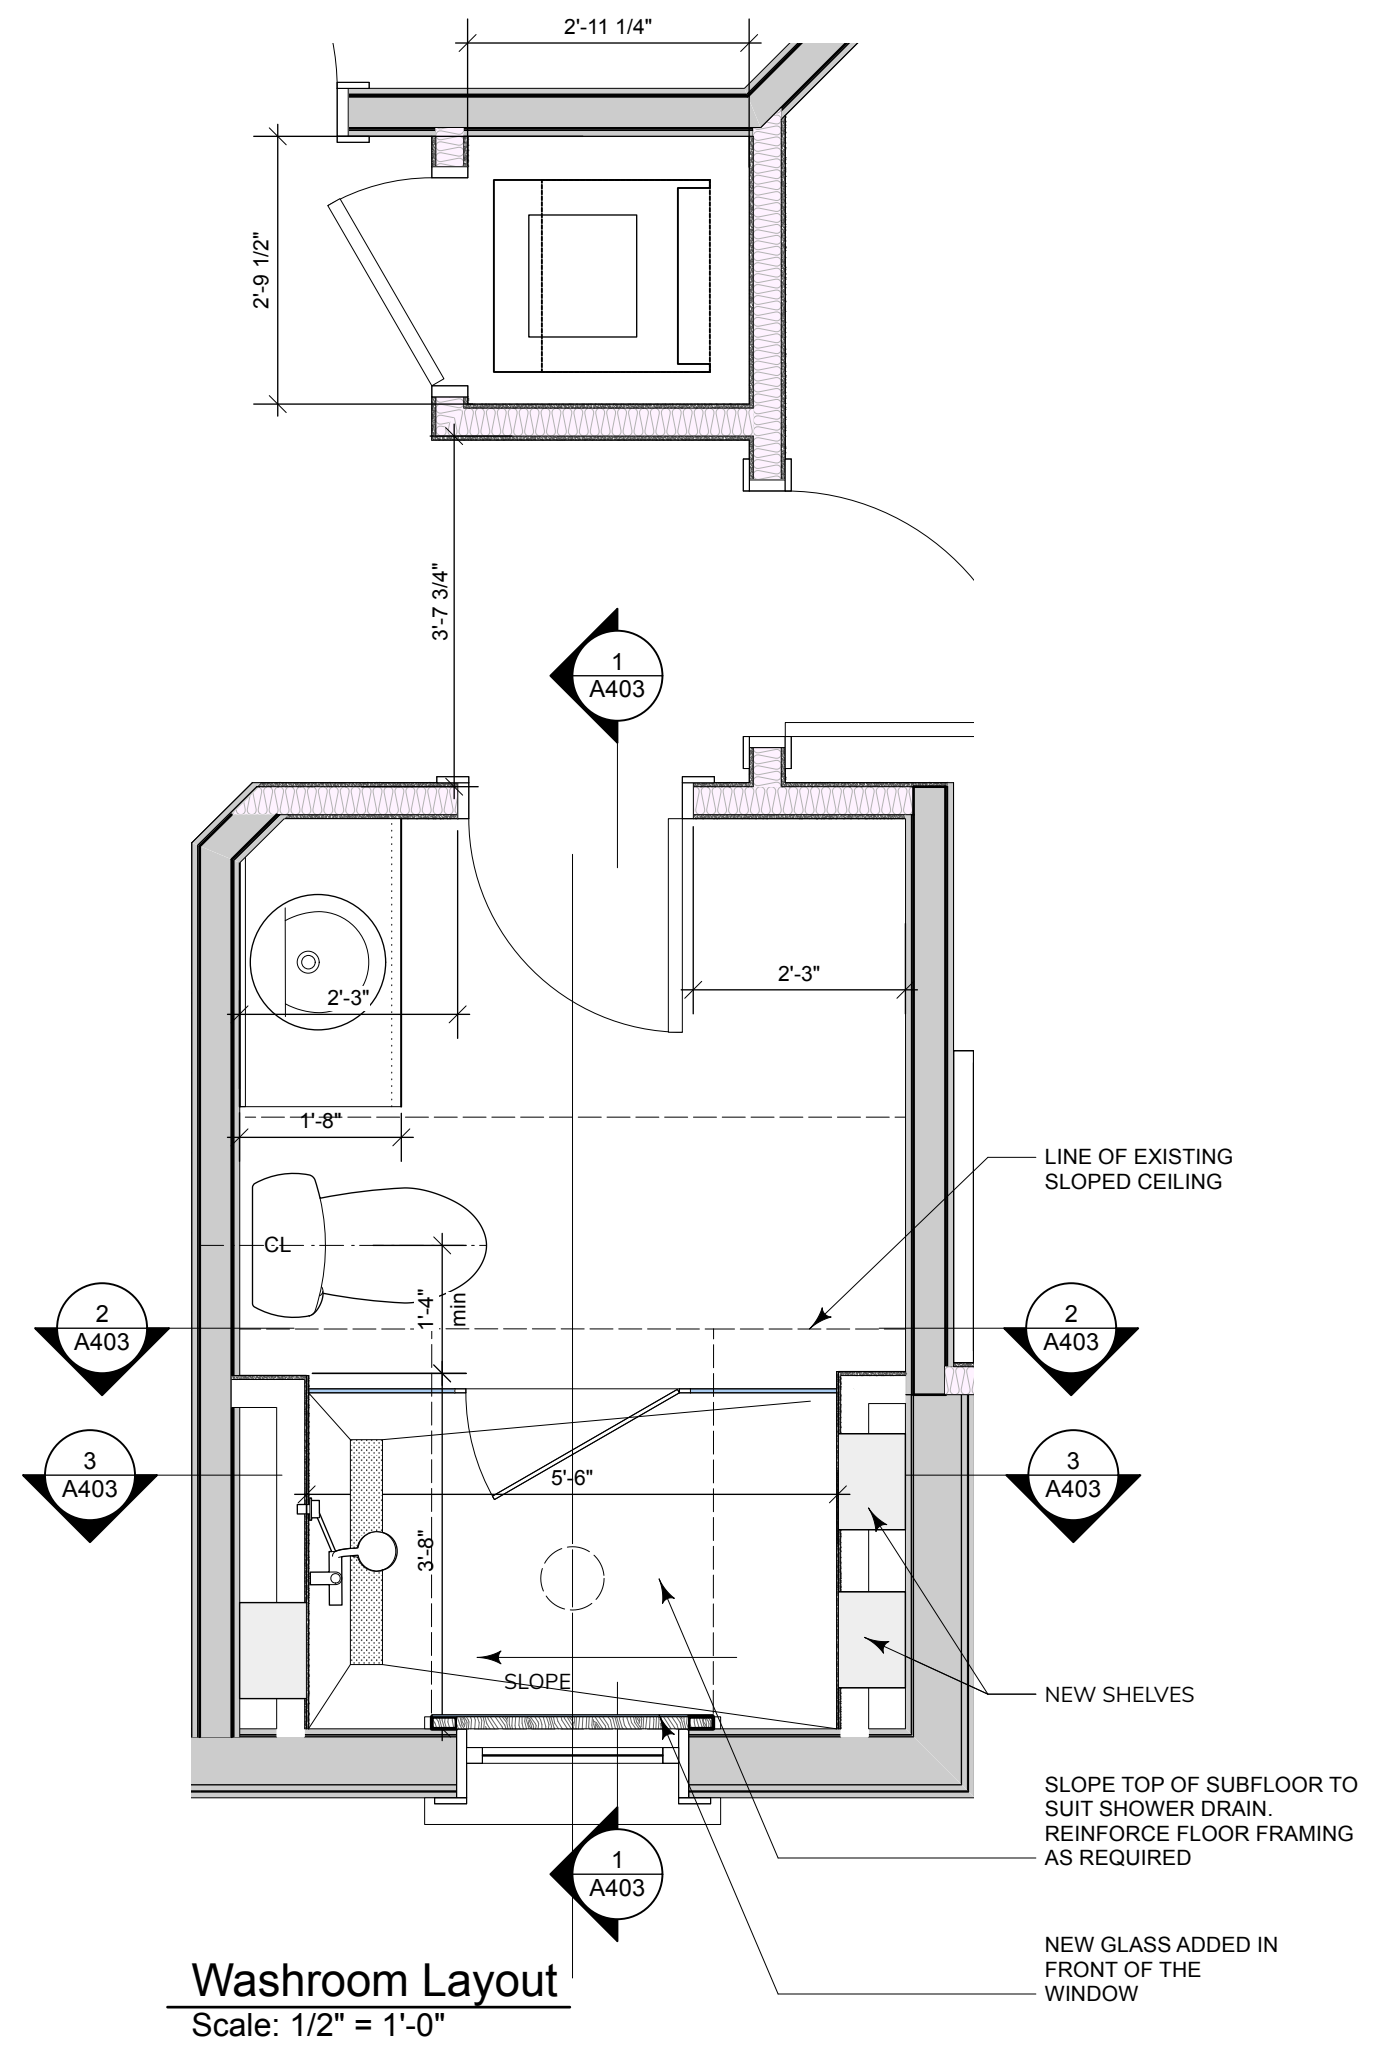 2'-11 1/4"
2'-9 1/2"
3'-7 3/4"
1
A403
2'-3"
2'-3"
1'-8"
LINE OF EXISTING
SLOPED CEILING
CL
1'-4"
min
2
A403
2
A403
3
A403
3
A403
5'-6"
3'-8"
SLOPE
NEW SHELVES
SLOPE TOP OF SUBFLOOR TO
SUIT SHOWER DRAIN.
REINFORCE FLOOR FRAMING
AS REQUIRED
1
A403
NEW GLASS ADDED IN
FRONT OF THE
WINDOW
Washroom Layout
Scale: 1/2" = 1'-0"